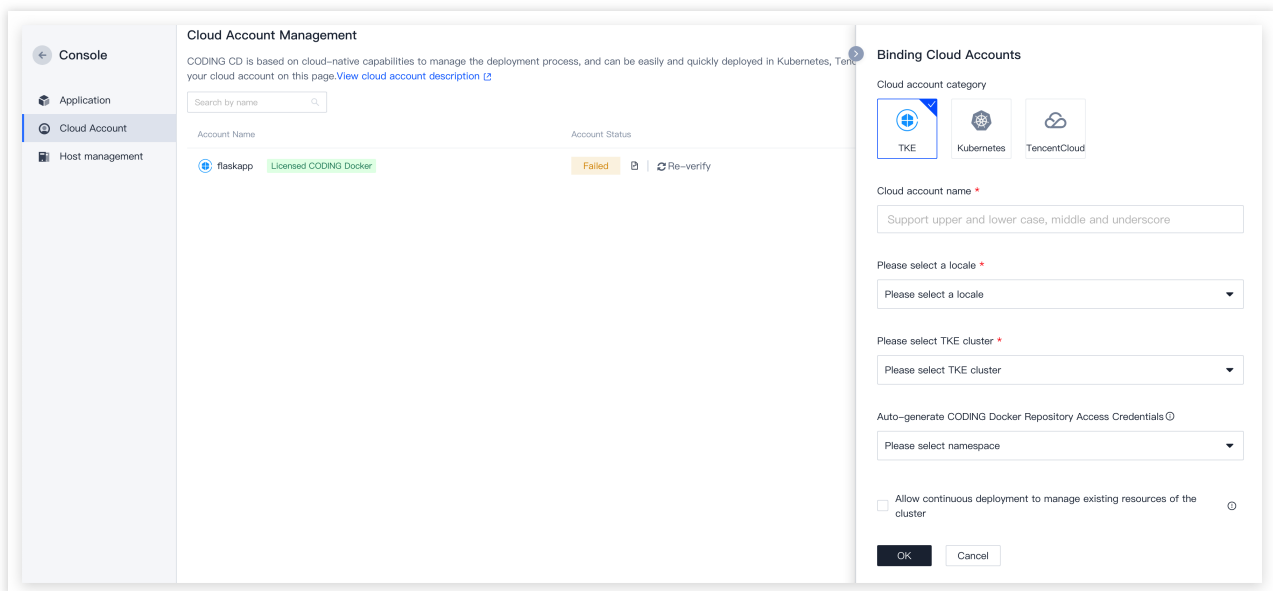 Console
Application
Cloud Account
Host management
Cloud Account Management
CODING CD is based on cloud-native capabilities to manage the deployment process, and can be easily and quickly deployed in Kubernetes,
your cloud account on this page.View cloud account description
Search by name
Account Name
Account Status
flaskapp
Licensed CODING Docker
Failed
Re-verify
Binding Cloud Accounts
Cloud account category
TKE
Kubernetes
TencentCloud
Cloud account name *
Support upper and lower case, middle and underscore
Please select a locale *
Please select a locale
Please select TKE cluster *
Please select TKE cluster
Auto-generate CODING Docker Repository Access Credentials
Please select namespace
Allow continuous deployment to manage existing resources of the
cluster
OK
Cancel